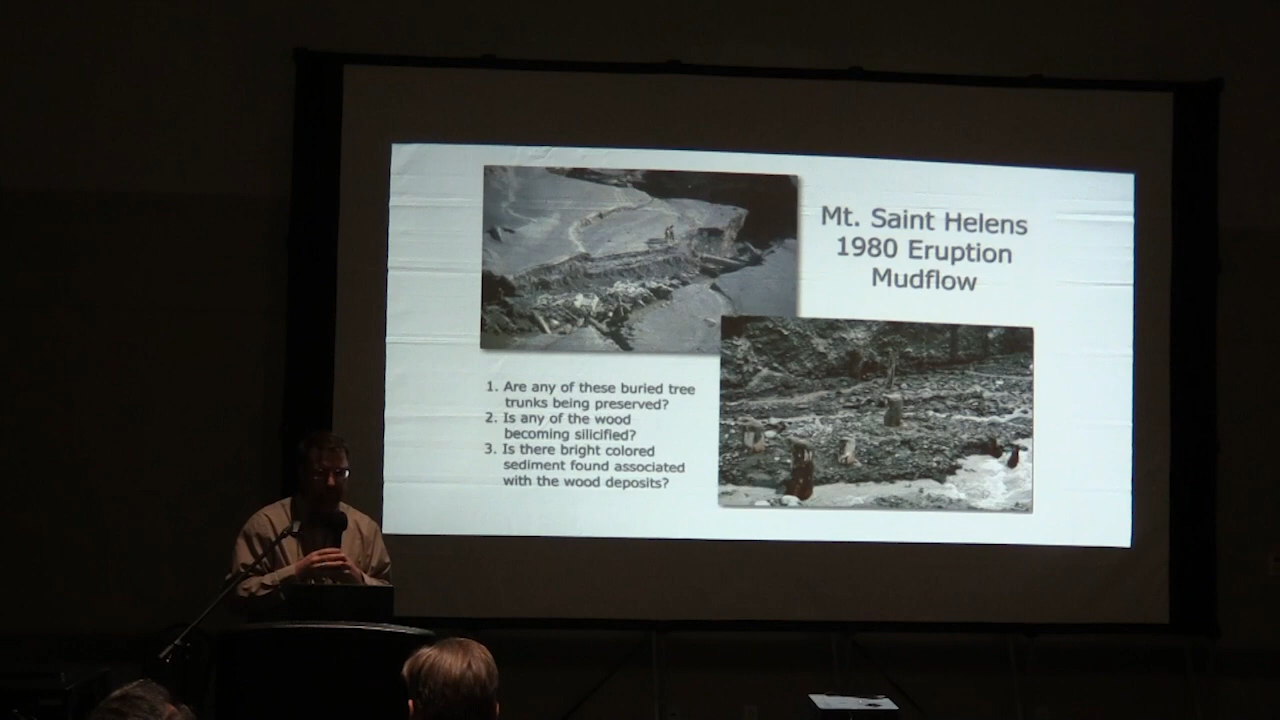 Mt. Saint Helens
1980 Eruption
Mudflow
1. Are any of these buried tree
trunks being preserved?
2. Is any of the wood
becoming silicified?
3. Is there bright colored
sediment found associated
with the wood deposits?